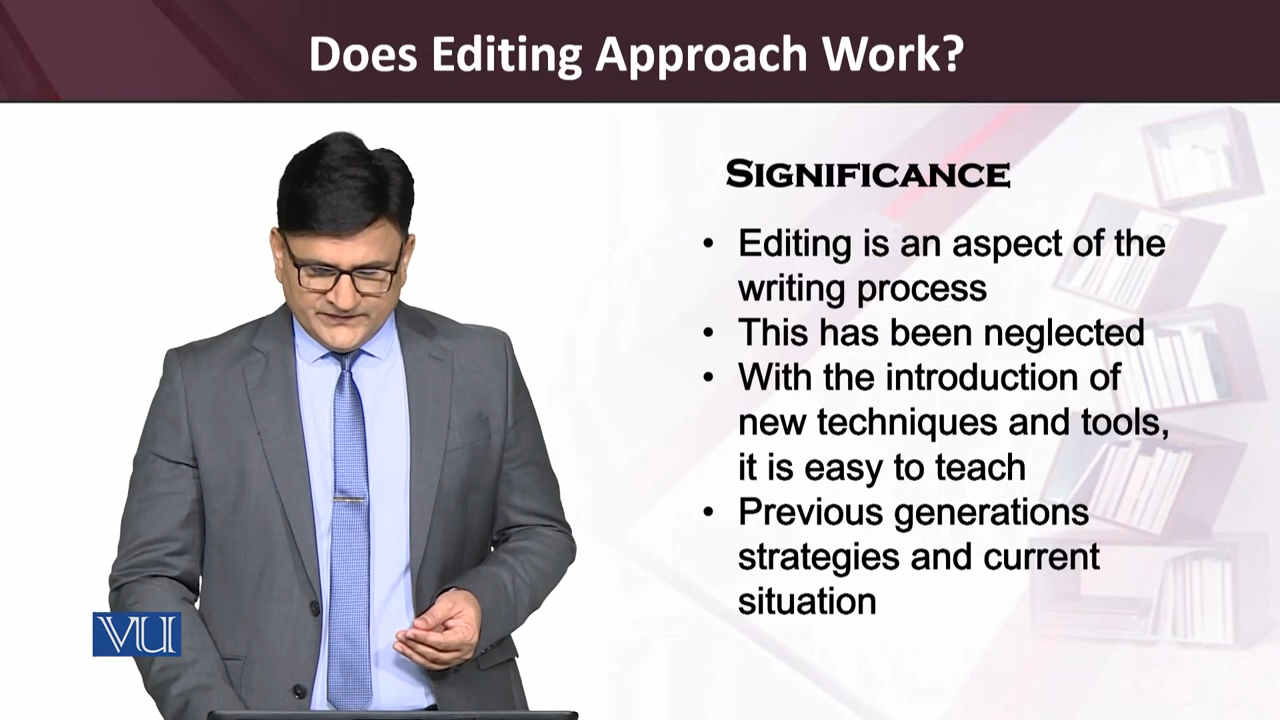 Does Editing Approach Work?
SIGNIFICANCE
• Editing is an aspect of the
writing process
• This has been neglected
• With the introduction of
new techniques and tools,
it is easy to teach
• Previous generations
strategies and current
situation
VU